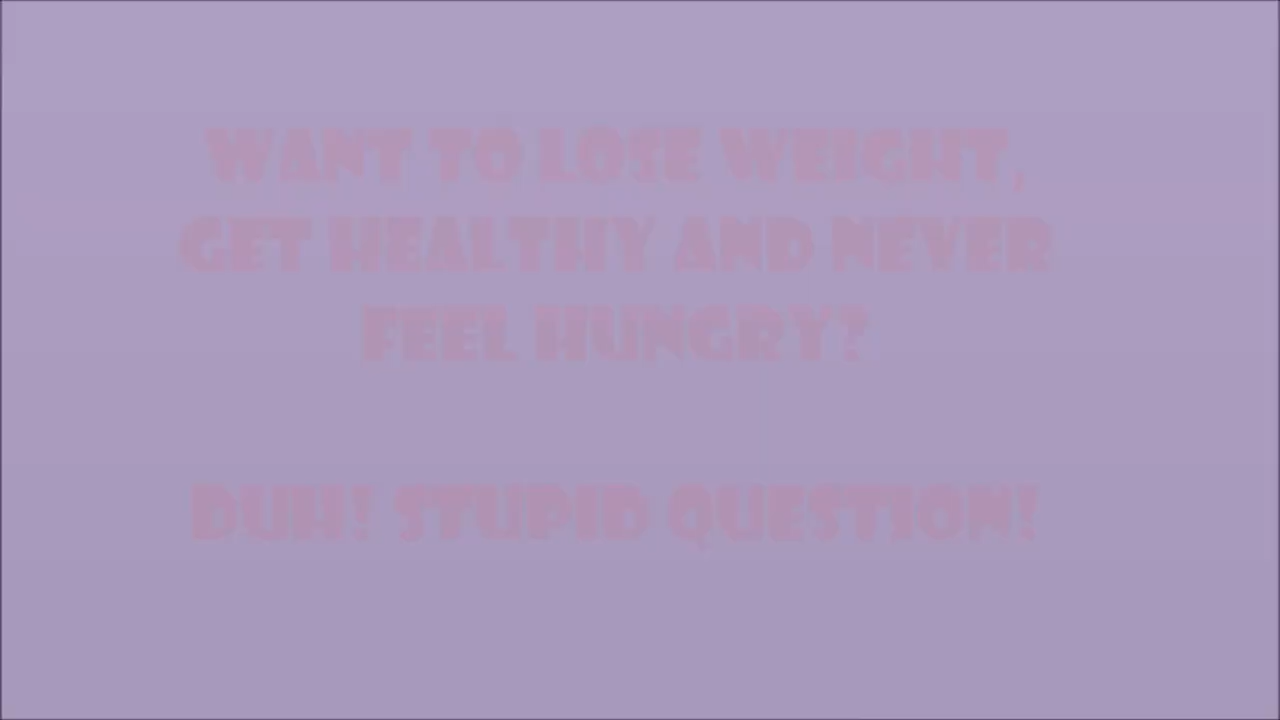 WANT TO LOSE WEIGHT,
GET HEALTHY AND NEVER
FEEL HUNGRY?
DUH! STUPID QUESTION!